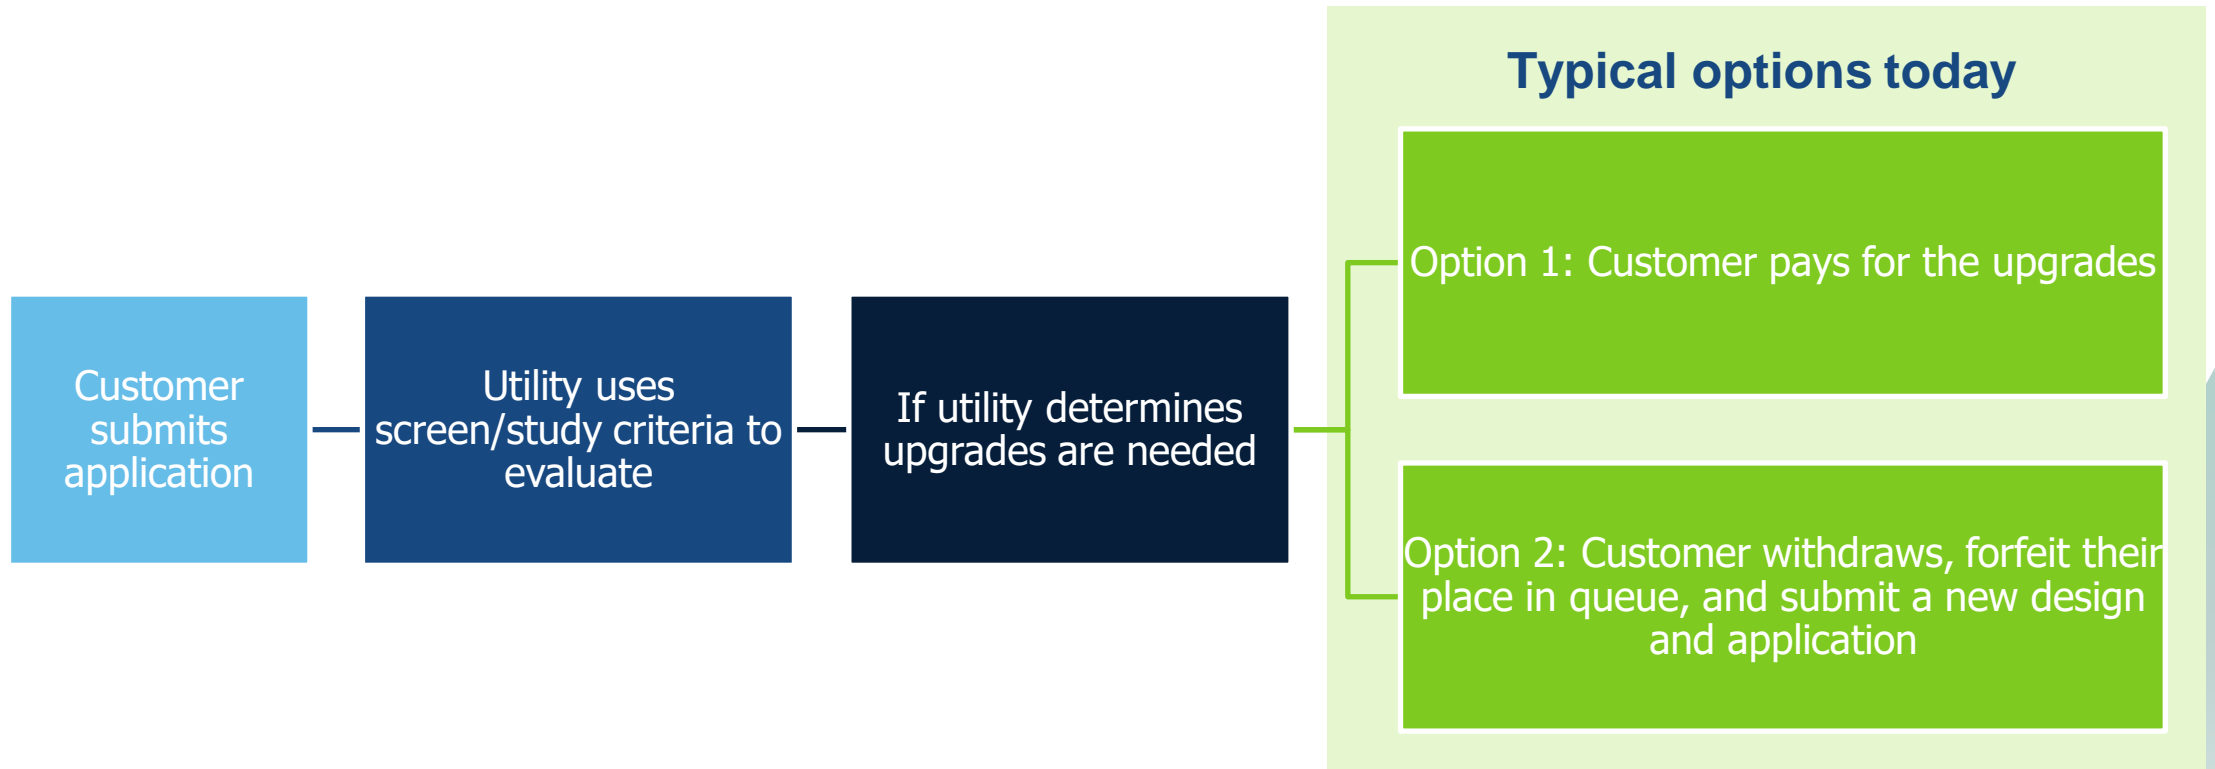 Typical options today
Customer
submits
application
Utility uses
screen/study criteria to
evaluate
If utility determines
upgrades are needed
Option 1: Customer pays for the upgrades
Option 2: Customer withdraws, forfeit their
place in queue, and submit a new design
and application